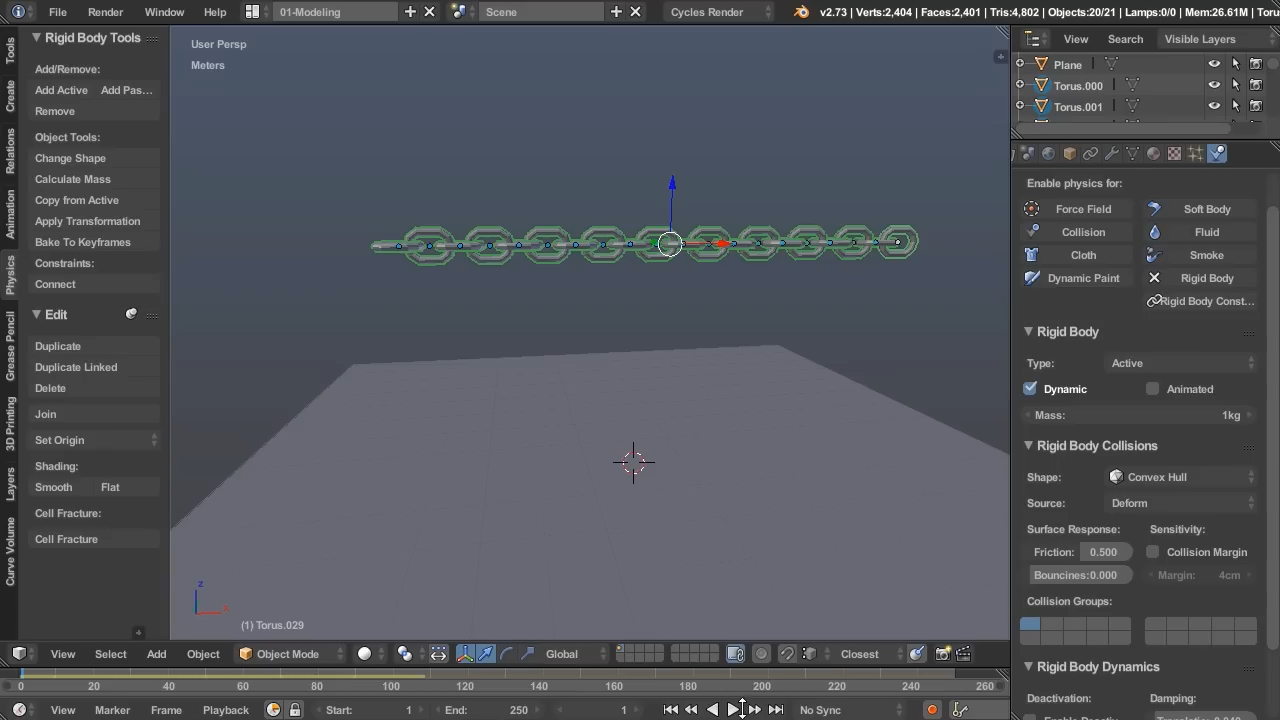 File Render Window Help 01-Modeling Scene Cycles Render v2.73 | Verts:2,404 | Faces:2,401 | Tris:4,802 | Objects:20/21 | Lamps:0/0 | Mem:26.61M | Torus
Tools
Create
Relations
Animation
Physics
Grease Pencil
3D Printing
Layers
Curve Volume
Rigid Body Tools
Add/Remove:
Add Active Add Pas...
Remove
Object Tools:
Change Shape
Calculate Mass
Copy from Active
Apply Transformation
Bake To Keyframes
Constraints:
Connect
Edit
Duplicate
Duplicate Linked
Delete
Join
Set Origin
Shading:
Smooth Flat
Cell Fracture:
Cell Fracture
User Persp
Meters
z
x
(1) Torus.029
View Search Visible Layers
Plane
Torus.000
Torus.001
Enable physics for:
Force Field Soft Body
Collision Fluid
Cloth Smoke
Dynamic Paint Rigid Body
Rigid Body Const...
Rigid Body
Type: Active
Dynamic Animated
Mass: 1kg
Rigid Body Collisions
Shape: Convex Hull
Source: Deform
Surface Response: Sensitivity:
Friction: 0.500 Collision Margin
Bouncines:0.000 Margin: 4cm
Collision Groups:
Rigid Body Dynamics
Deactivation: Damping:
View Select Add Object Object Mode Global Closest
0 20 40 60 80 100 120 140 160 180 200 220 240 260
View Marker Frame Playback Start: 1 End: 250 1 No Sync